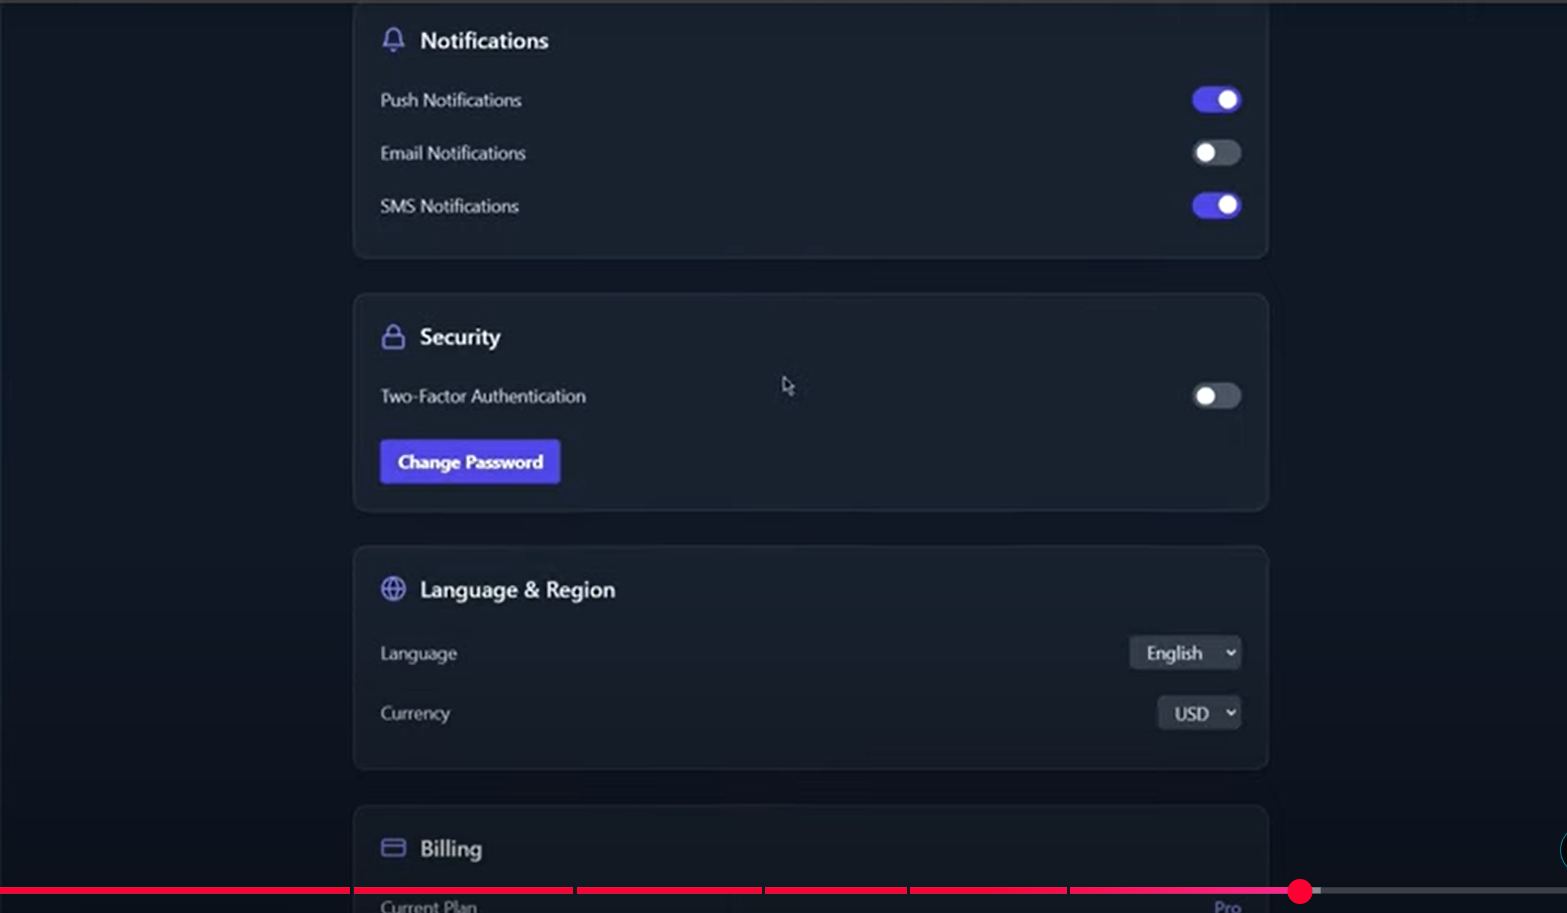 Notifications
Push Notifications
Email Notifications
SMS Notifications
Security
Two-Factor Authentication
Change Password
Language & Region
Language
English
Currency
USD
Billing
Current Plan
Pro